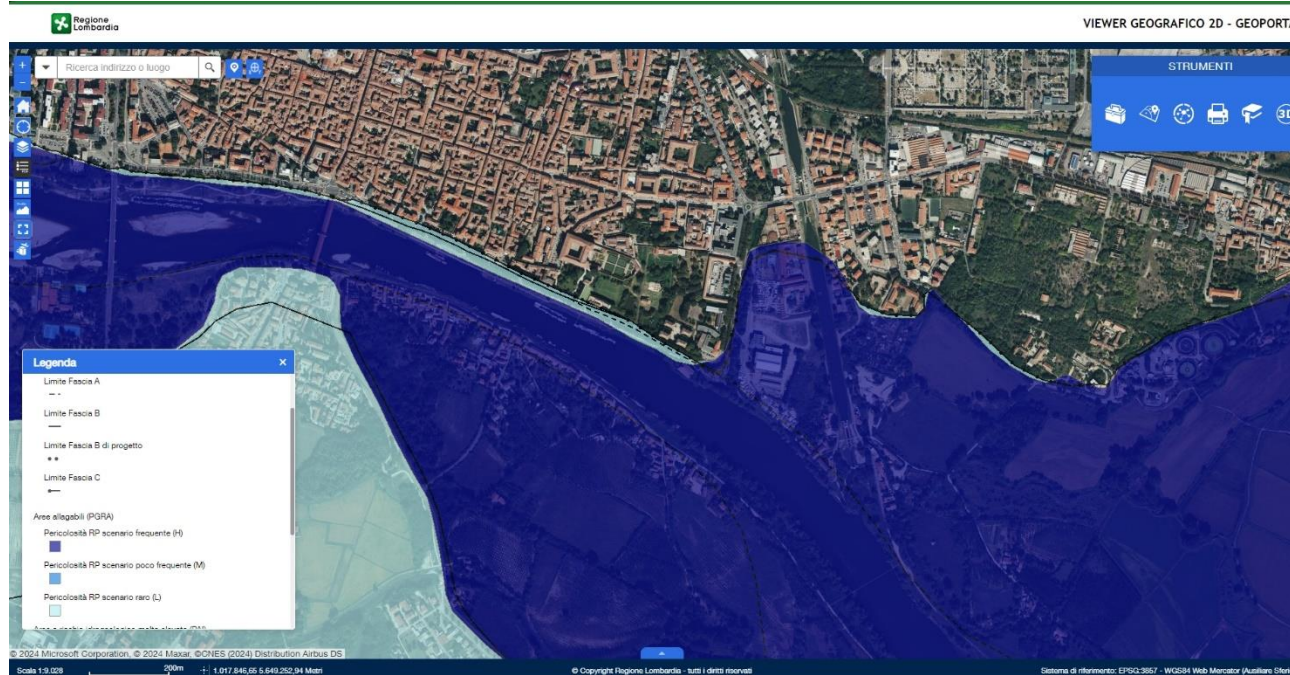 Regione
Lombardia
VIEWER GEOGRAFICO 2D - GEOPORTA
Ricerca indirizzo o luogo
STRUMENTI
3D
Legenda
×
Limite Fascia A
Limite Fascia B
Limite Fascia B di progetto
Limite Fascia C
Aree allagabili (PGRA)
Pericolosità RP scenario frequente (H)
Pericolosità RP scenario poco frequente (M)
Pericolosità RP scenario raro (L)
© 2024 Microsoft Corporation, © 2024 Maxar, ©CNES (2024) Distribution Airbus DS
Scala 1:9.028
200m
1.017.846,65 5.649.252,94 Metri
© Copyright Regione Lombardia - tutti i diritti riservati
Sistema di riferimento: EPSG:3857 - WGS84 Web Mercator (Ausiliare Sferi